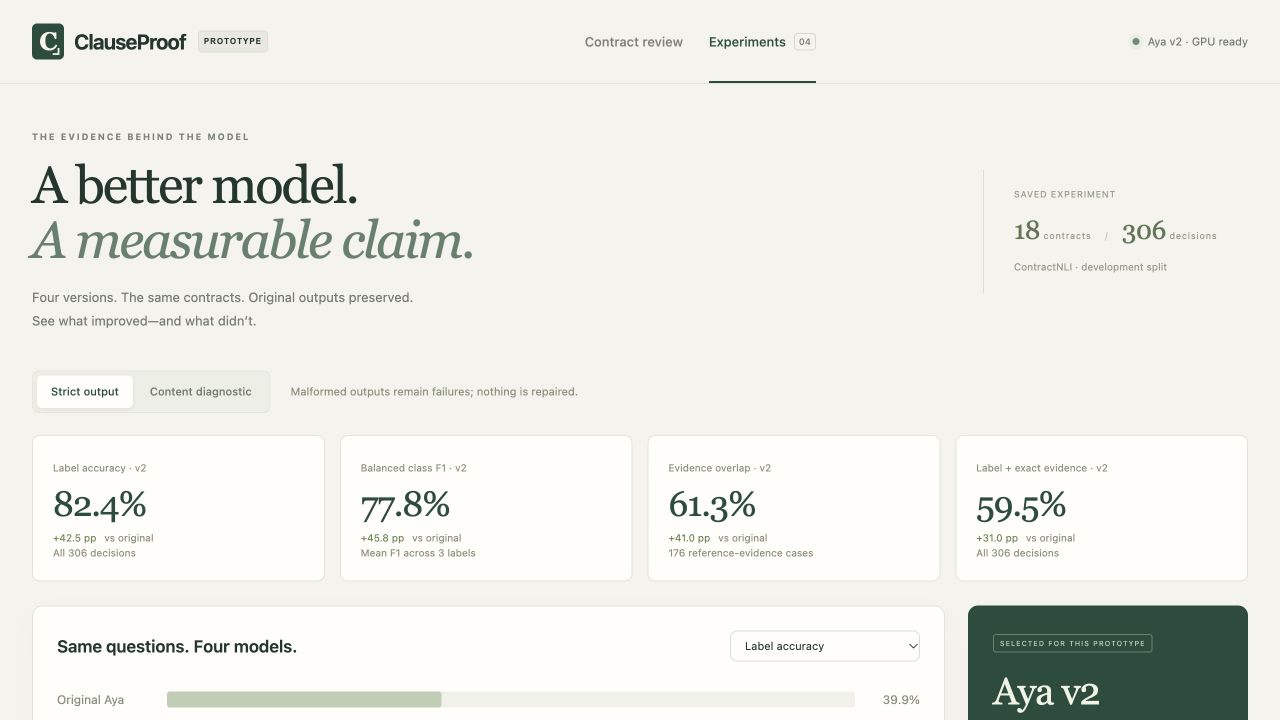 C ClauseProof PROTOTYPE
Contract review Experiments 04
Aya v2 · GPU ready
THE EVIDENCE BEHIND THE MODEL
A better model.
A measurable claim.
Four versions. The same contracts. Original outputs preserved.
See what improved—and what didn't.
SAVED EXPERIMENT
18 contracts / 306 decisions
ContractNLI · development split
Strict output Content diagnostic Malformed outputs remain failures; nothing is repaired.
Label accuracy · v2
82.4%
+42.5 pp vs original
All 306 decisions
Balanced class F1 · v2
77.8%
+45.8 pp vs original
Mean F1 across 3 labels
Evidence overlap · v2
61.3%
+41.0 pp vs original
176 reference-evidence cases
Label + exact evidence · v2
59.5%
+31.0 pp vs original
All 306 decisions
Same questions. Four models.
Label accuracy
Original Aya 39.9%
SELECTED FOR THIS PROTOTYPE
Aya v2